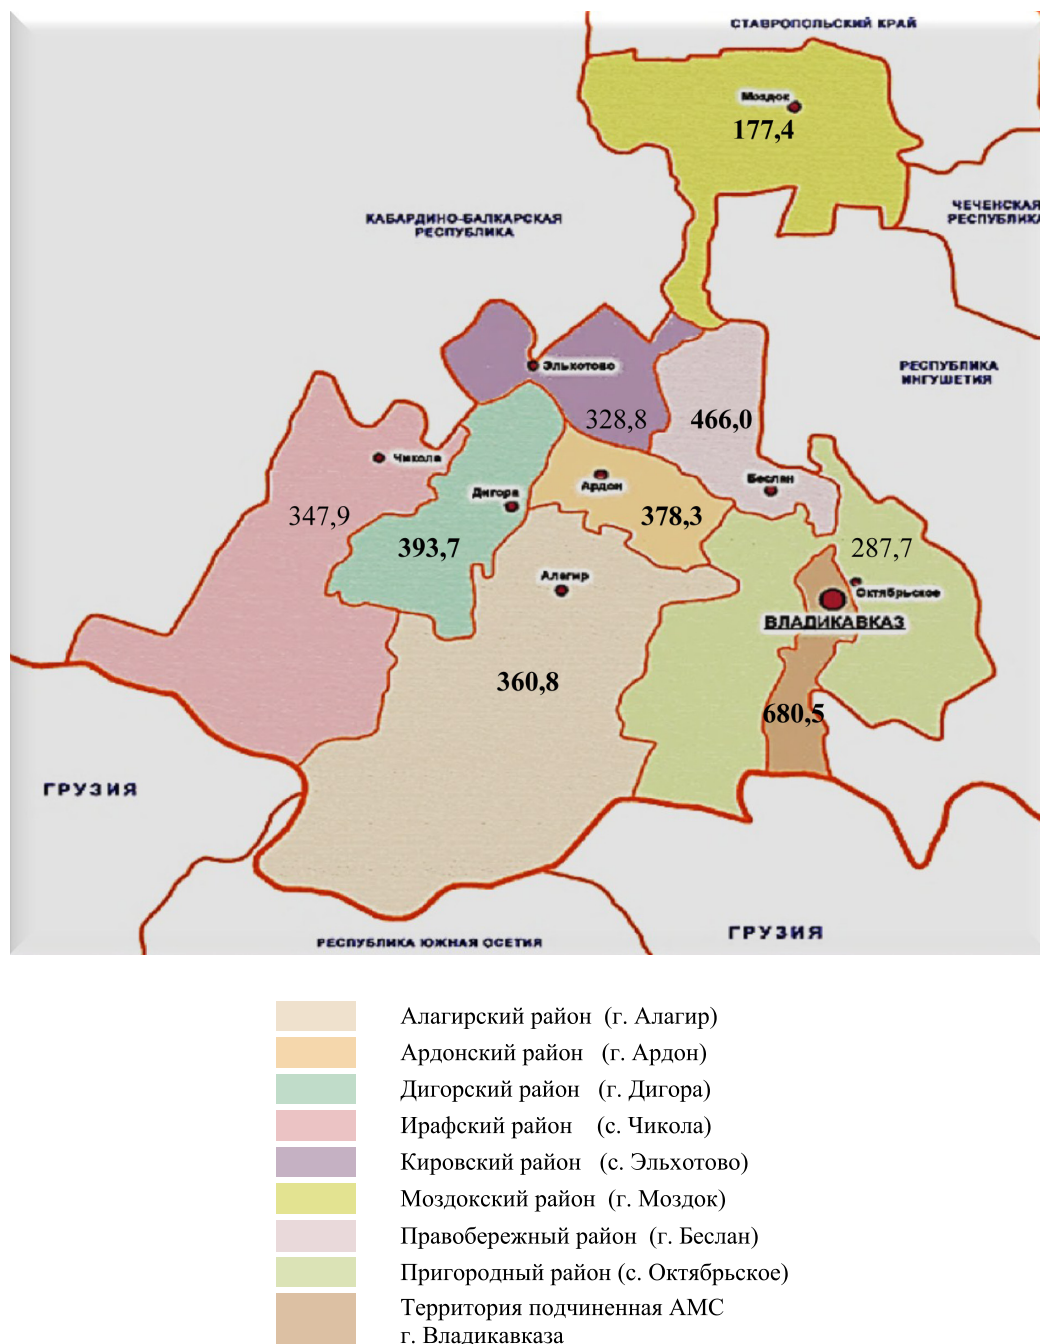 СТАВРОПОЛЬСКИЙ КРАЙ
Моздок
177,4
ЧЕЧЕНСКАЯ
РЕСПУБЛИКА
КАБАРДИНО-БАЛКАРСКАЯ
РЕСПУБЛИКА
РЕСПУБЛИКА
ИНГУШЕТИЯ
Эльхотово
328,8
466,0
Чикола
Дигора
Ардон
Беслан
347,9
378,3
393,7
287,7
Алагир
Октябрьское
ВЛАДИКАВКАЗ
360,8
680,5
ГРУЗИЯ
ГРУЗИЯ
РЕСПУБЛИКА ЮЖНАЯ ОСЕТИЯ
Алагирский район (г. Алагир)
Ардонский район (г. Ардон)
Дигорский район (г. Дигора)
Ирафский район (с. Чикола)
Кировский район (с. Эльхотово)
Моздокский район (г. Моздок)
Правобережный район (г. Беслан)
Пригородный район (с. Октябрьское)
Территория подчиненная АМС
г. Владикавказа